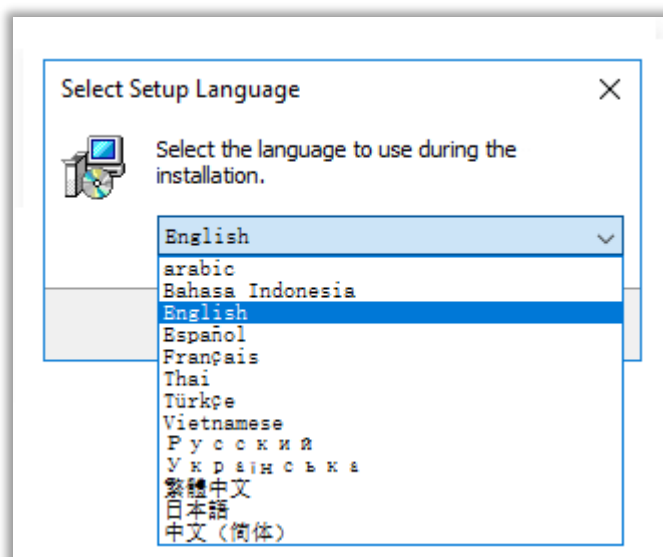 Select Setup Language
Select the language to use during the
installation.
English
arabic
Bahasa Indonesia
English
Español
Français
Thai
Türkçe
Vietnamese
Русский
Українська
繁體中文
日本語
中文（简体）